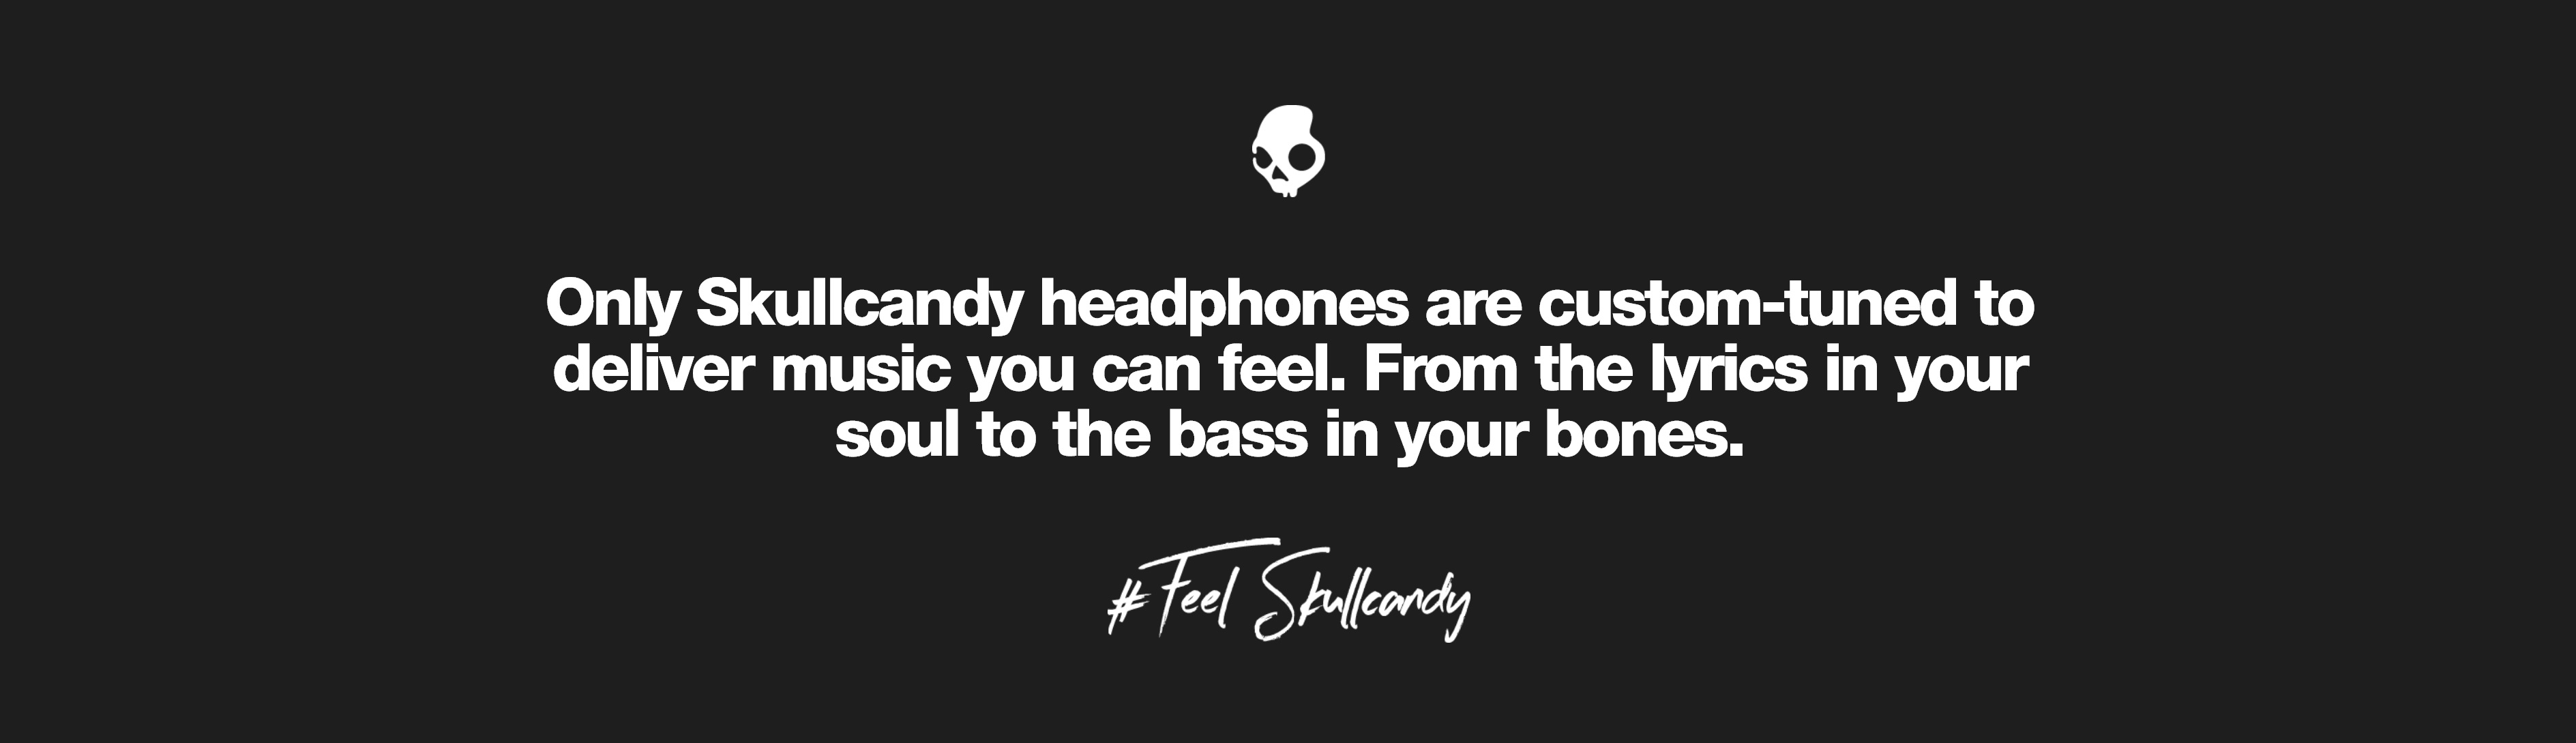 Only Skullcandy headphones are custom-tuned to
deliver music you can feel. From the lyrics in your
soul to the bass in your bones.
#Feel Skullcandy